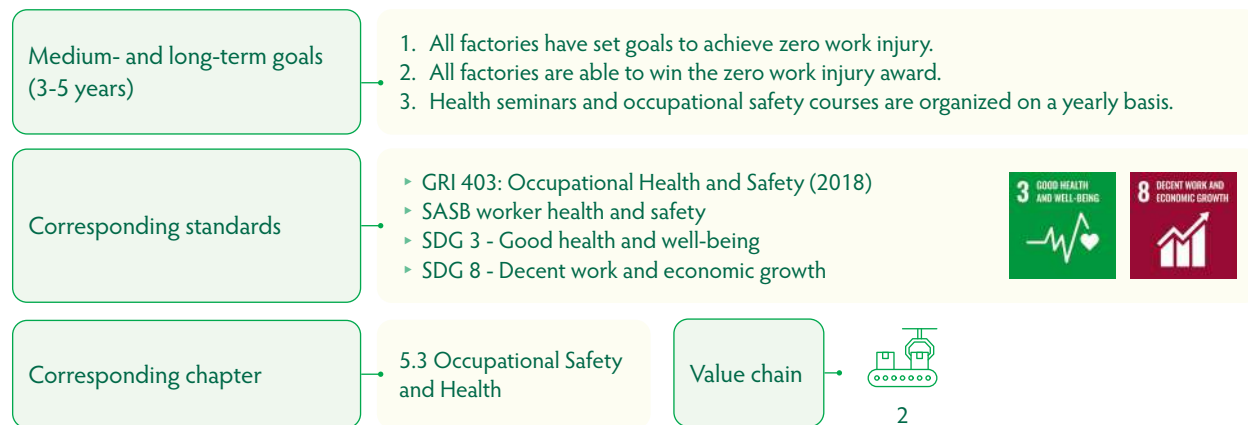 Medium- and long-term goals
(3-5 years)
1. All factories have set goals to achieve zero work injury.
2. All factories are able to win the zero work injury award.
3. Health seminars and occupational safety courses are organized on a yearly basis.
Corresponding standards
‣ GRI 403: Occupational Health and Safety (2018)
‣ SASB worker health and safety
‣ SDG 3 - Good health and well-being
‣ SDG 8 - Decent work and economic growth
3 GOOD HEALTH
AND WELL-BEING
8 DECENT WORK AND
ECONOMIC GROWTH
Corresponding chapter
5.3 Occupational Safety
and Health
Value chain
2